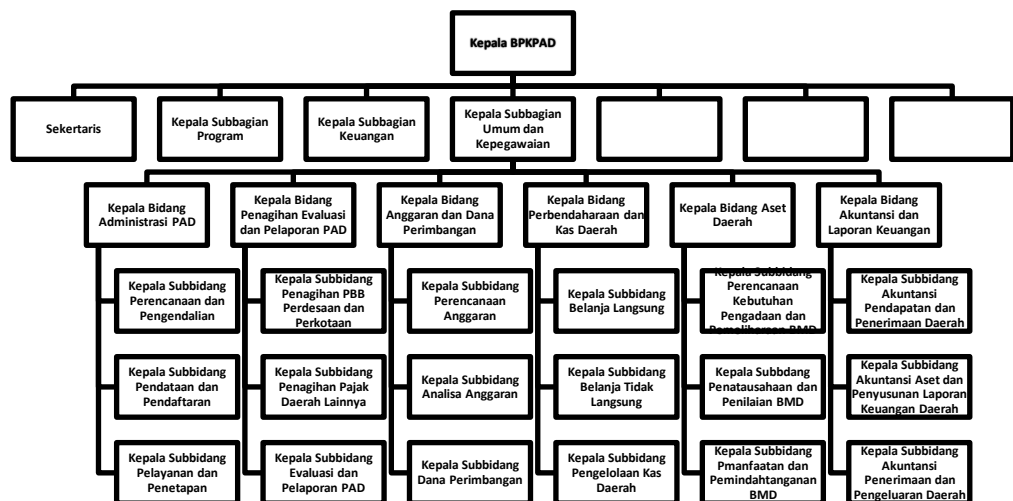 Kepala BPKPAD
Sekertaris
Kepala Subbagian
Program
Kepala Subbagian
Keuangan
Kepala Subbagian
Umum dan
Kepegawaian
Kepala Bidang
Administrasi PAD
Kepala Bidang
Penagihan Evaluasi
dan Pelaporan PAD
Kepala Bidang
Anggaran dan Dana
Perimbangan
Kepala Bidang
Perbendaharaan dan
Kas Daerah
Kepala Bidang Aset
Daerah
Kepala Bidang
Akuntansi dan
Laporan Keuangan
Kepala Subbidang
Perencanaan dan
Pengendalian
Kepala Subbidang
Penagihan PBB
Perdesaan dan
Perkotaan
Kepala Subbidang
Perencanaan
Anggaran
Kepala Subbidang
Belanja Langsung
Kepala Subbidang
Perencanaan
Kebutuhan
Pengadaan dan
Pemeliharaan BMD
Kepala Subbidang
Akuntansi
Pendapatan dan
Penerimaan Daerah
Kepala Subbidang
Pendataan dan
Pendaftaran
Kepala Subbidang
Penagihan Pajak
Daerah Lainnya
Kepala Subbidang
Analisa Anggaran
Kepala Subbidang
Belanja Tidak
Langsung
Kepala Subbdang
Penatausahaan dan
Penilaian BMD
Kepala Subbidang
Akuntansi Aset dan
Penyusunan Laporan
Keuangan Daerah
Kepala Subbidang
Pelayanan dan
Penetapan
Kepala Subbidang
Evaluasi dan
Pelaporan PAD
Kepala Subbidang
Dana Perimbangan
Kepala Subbidang
Pengelolaan Kas
Daerah
Kepala Subbidang
Pmanfaatan dan
Pemindahtanganan
BMD
Kepala Subbidang
Akuntansi
Penerimaan dan
Pengeluaran Daerah